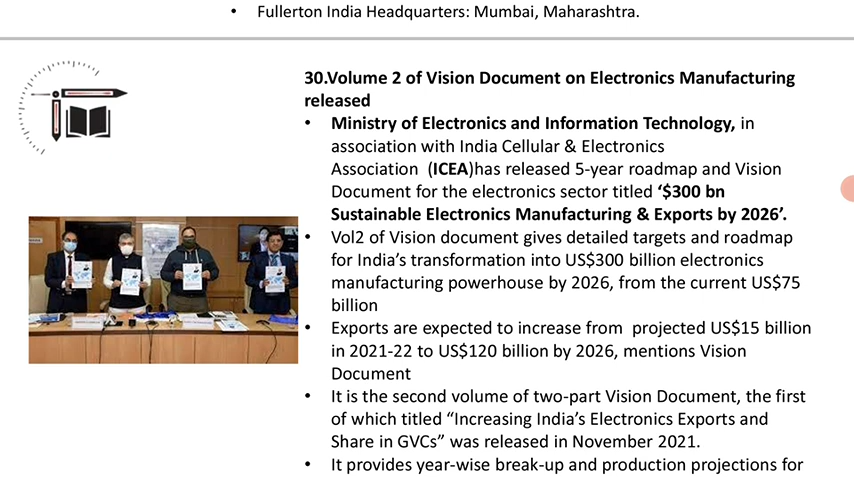 • Fullerton India Headquarters: Mumbai, Maharashtra.
30.Volume 2 of Vision Document on Electronics Manufacturing
released
• Ministry of Electronics and Information Technology, in
association with India Cellular & Electronics
Association (ICEA)has released 5-year roadmap and Vision
Document for the electronics sector titled ‘$300 bn
Sustainable Electronics Manufacturing & Exports by 2026’.
• Vol2 of Vision document gives detailed targets and roadmap
for India’s transformation into US$300 billion electronics
manufacturing powerhouse by 2026, from the current US$75
billion
• Exports are expected to increase from projected US$15 billion
in 2021-22 to US$120 billion by 2026, mentions Vision
Document
• It is the second volume of two-part Vision Document, the first
of which titled “Increasing India’s Electronics Exports and
Share in GVCs” was released in November 2021.
• It provides year-wise break-up and production projections for